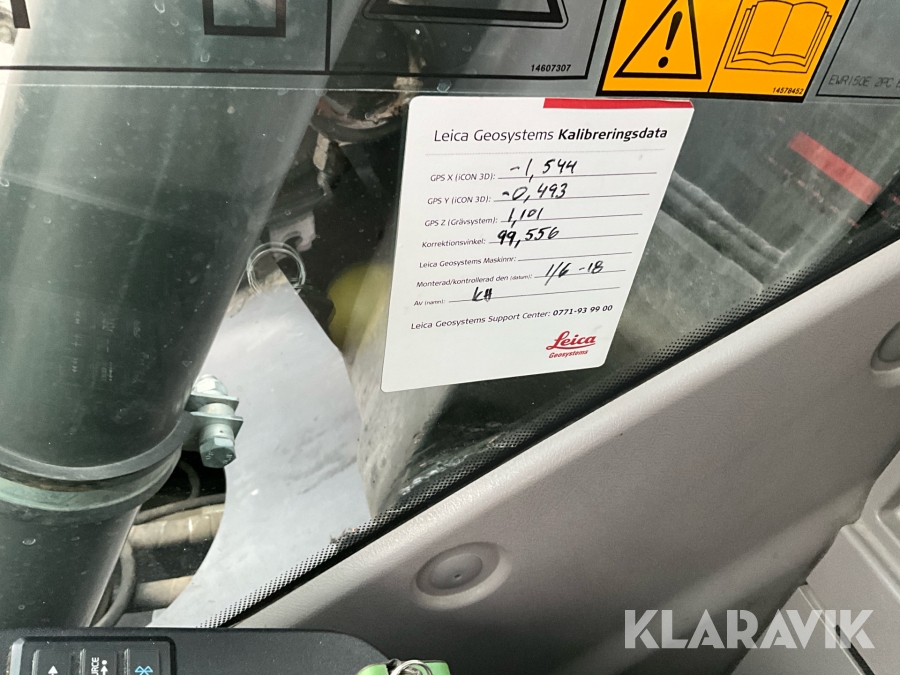 14607307
14578452
EWR150E
Leica Geosystems Kalibreringsdata
GPS X (iCON 3D): -1,544
GPS Y (iCON 3D): -0,493
GPS Z (Grävsystem): 1,101
Korrektionsvinkel: 99,556
Leica Geosystems Maskinnr:
Monterad/kontrollerad den (datum): 1/6-18
Av (namn): KH
Leica Geosystems Support Center: 0771-93 99 00
Leica
Geosystems
KLARAVIK